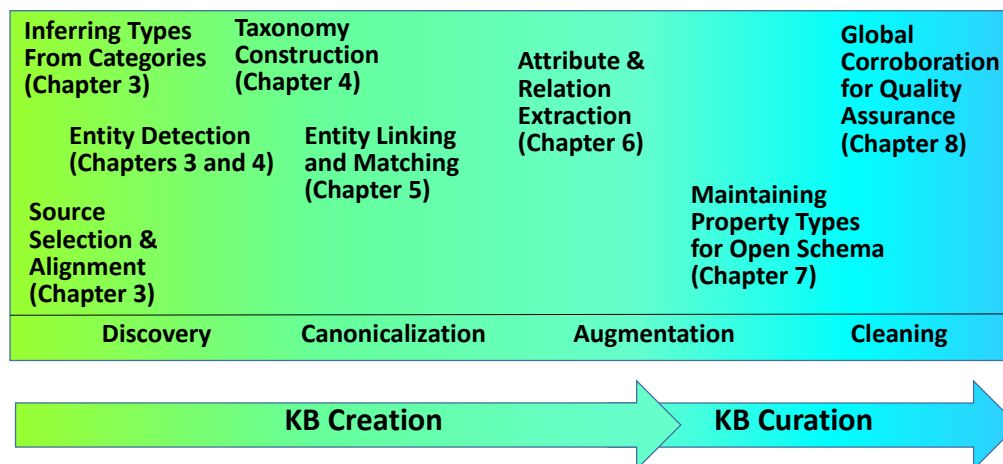 Inferring Types
From Categories
(Chapter 3)
Taxonomy
Construction
(Chapter 4)
Attribute &
Relation
Extraction
(Chapter 6)
Global
Corroboration
for Quality
Assurance
(Chapter 8)
Entity Detection
(Chapters 3 and 4)
Entity Linking
and Matching
(Chapter 5)
Source
Selection &
Alignment
(Chapter 3)
Maintaining
Property Types
for Open Schema
(Chapter 7)
Discovery
Canonicalization
Augmentation
Cleaning
KB Creation
KB Curation